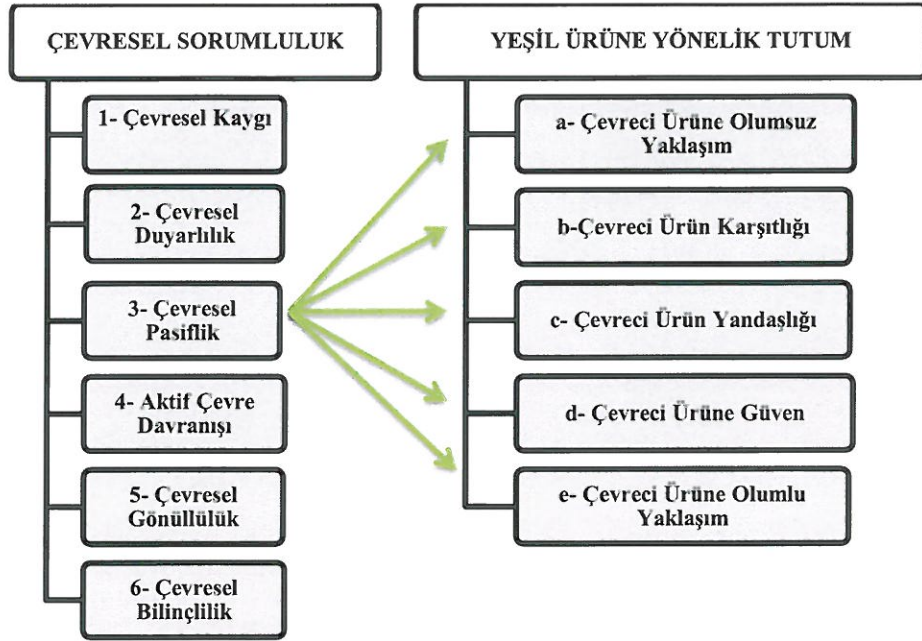 ÇEVRESEL SORUMLULUK
1- Çevresel Kaygı
2- Çevresel
Duyarlılık
3- Çevresel
Pasiflik
4- Aktif Çevre
Davranışı
5- Çevresel
Gönüllülük
6- Çevresel
Bilinçlilik
YEŞİL ÜRÜNE YÖNELİK TUTUM
a- Çevreci Ürüne Olumsuz
Yaklaşım
b-Çevreci Ürün Karşıtlığı
c- Çevreci Ürün Yandaşlığı
d- Çevreci Ürüne Güven
e- Çevreci Ürüne Olumlu
Yaklaşım